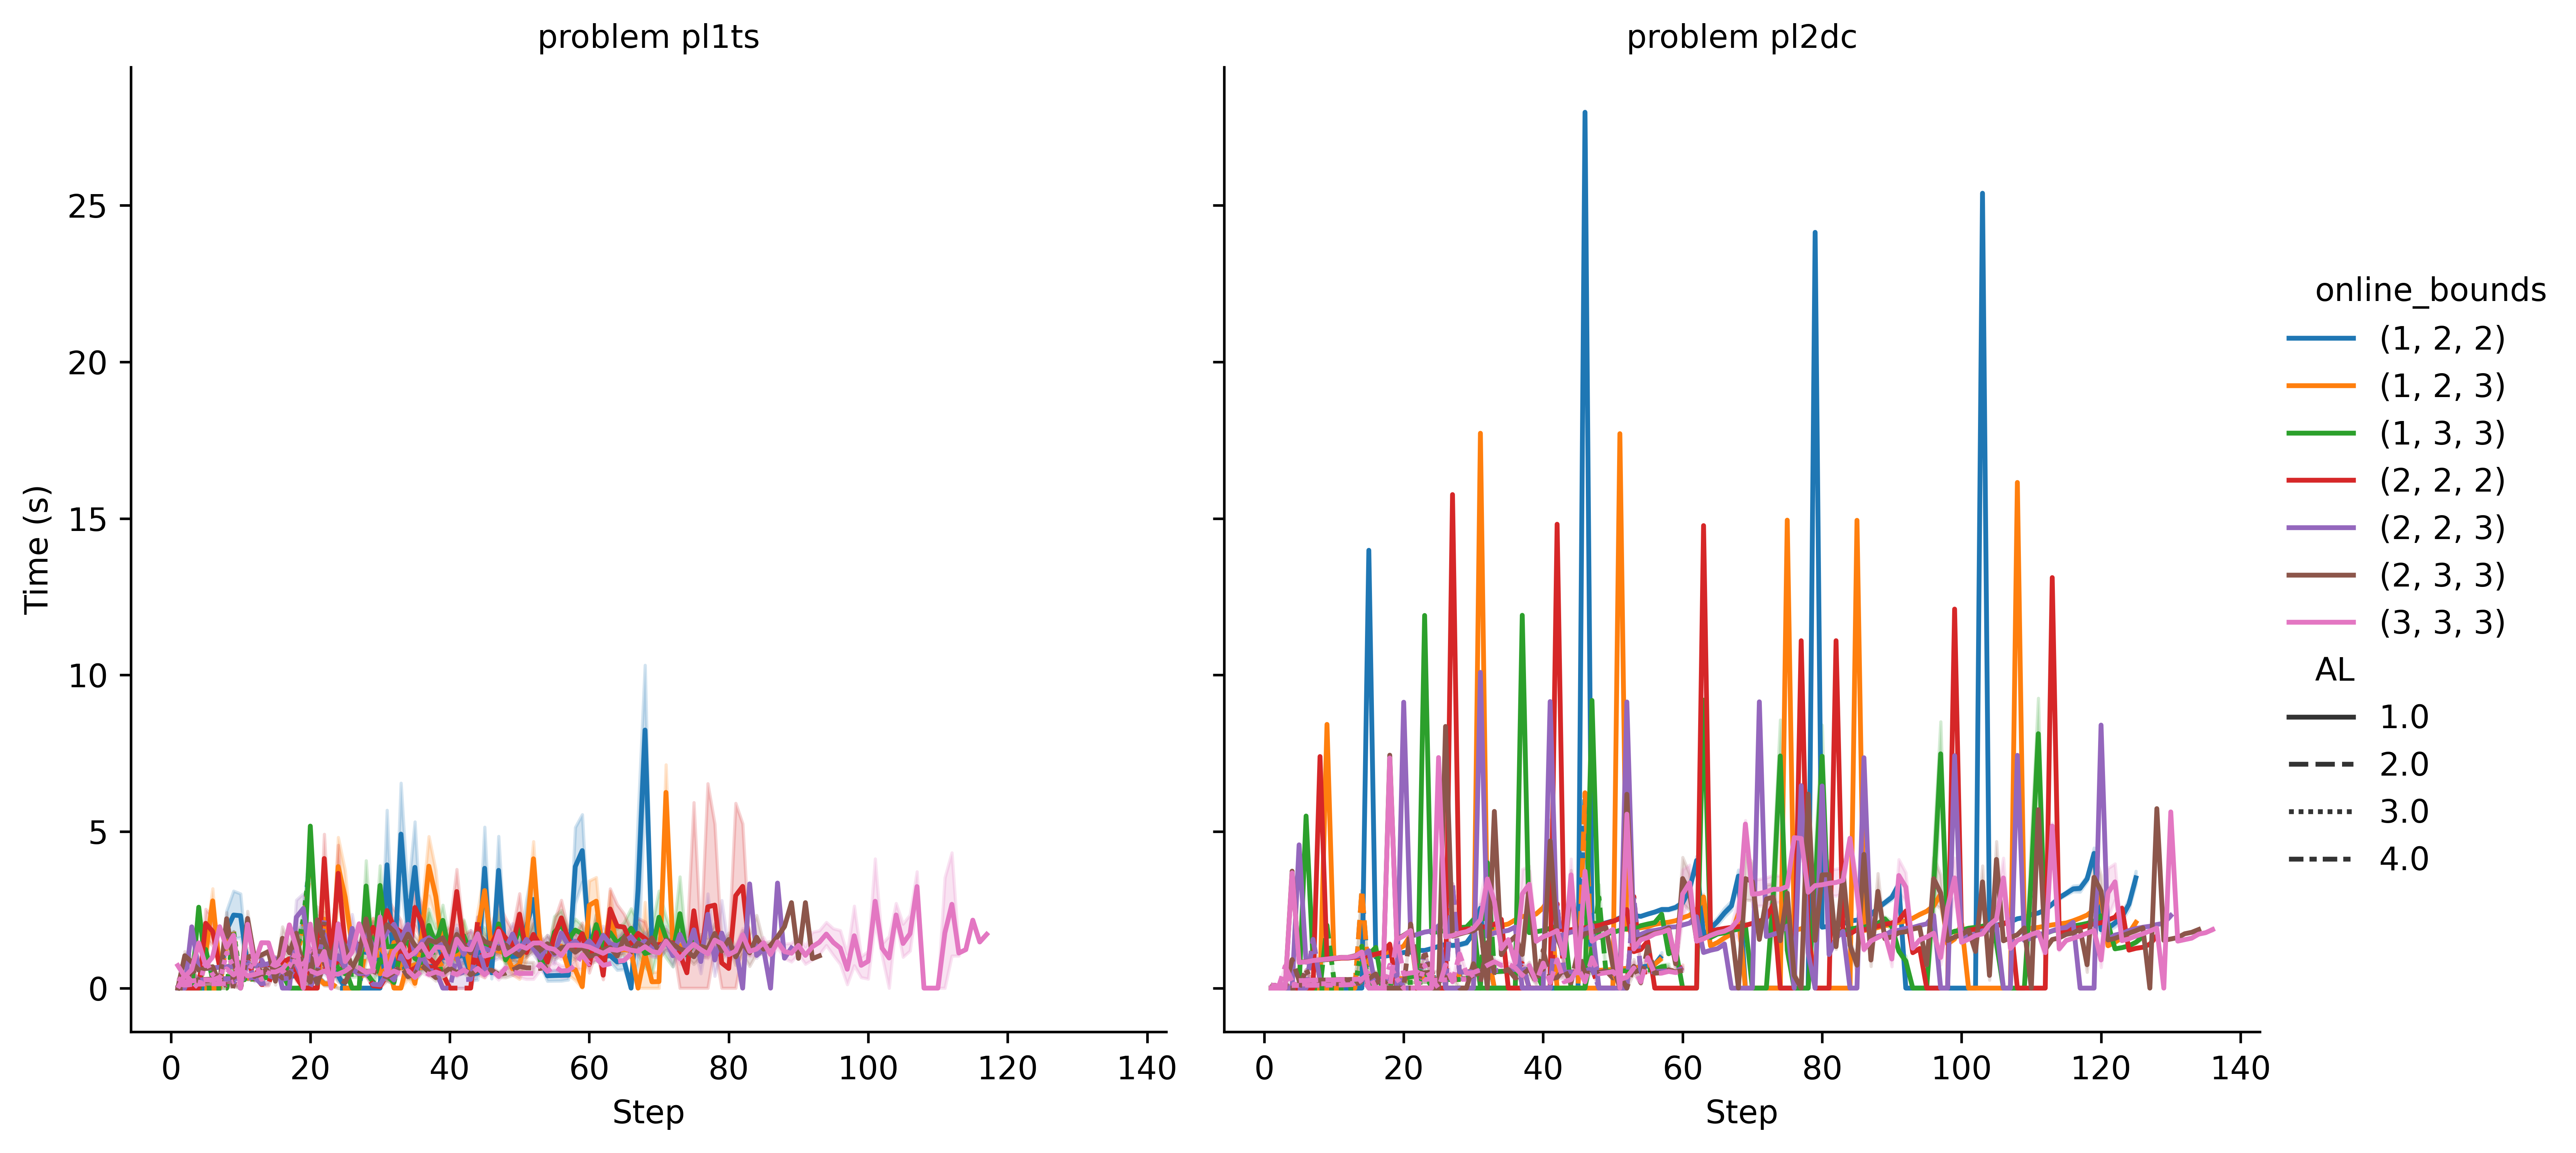 problem pl1ts
problem pl2dc
Time (s)
25
20
15
10
5
0
0 20 40 60 80 100 120 140
0 20 40 60 80 100 120 140
Step
Step
online_bounds
(1, 2, 2)
(1, 2, 3)
(1, 3, 3)
(2, 2, 2)
(2, 2, 3)
(2, 3, 3)
(3, 3, 3)
AL
1.0
2.0
3.0
4.0